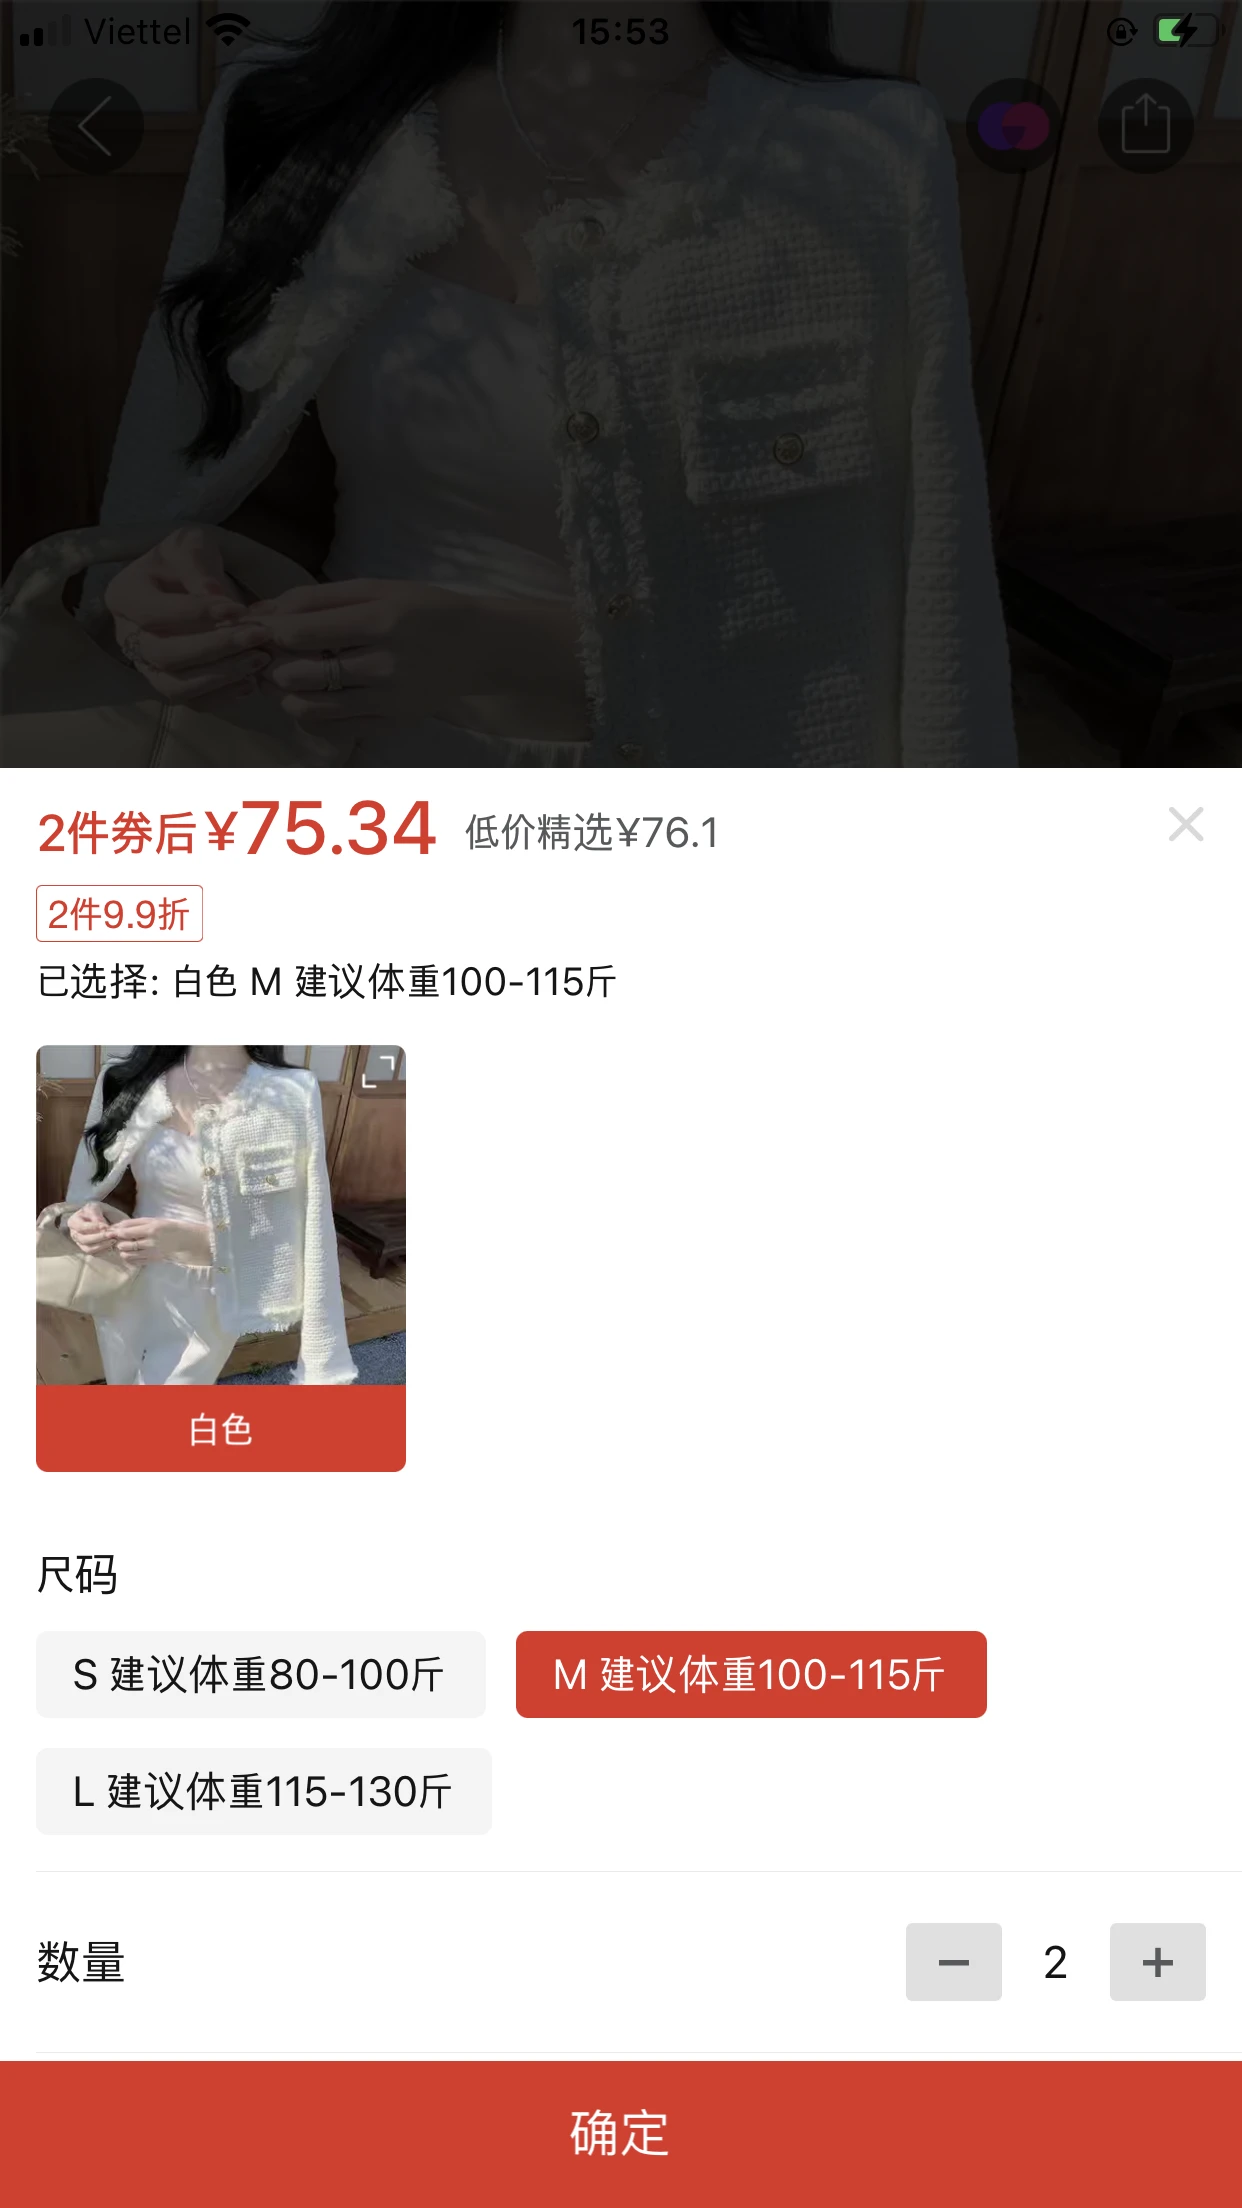 Viettel 15:53
2件券后¥75.34 低价精选¥76.1
2件9.9折
已选择: 白色 M 建议体重100-115斤
白色
尺码
S 建议体重80-100斤 M 建议体重100-115斤
L 建议体重115-130斤
数量 2
确定